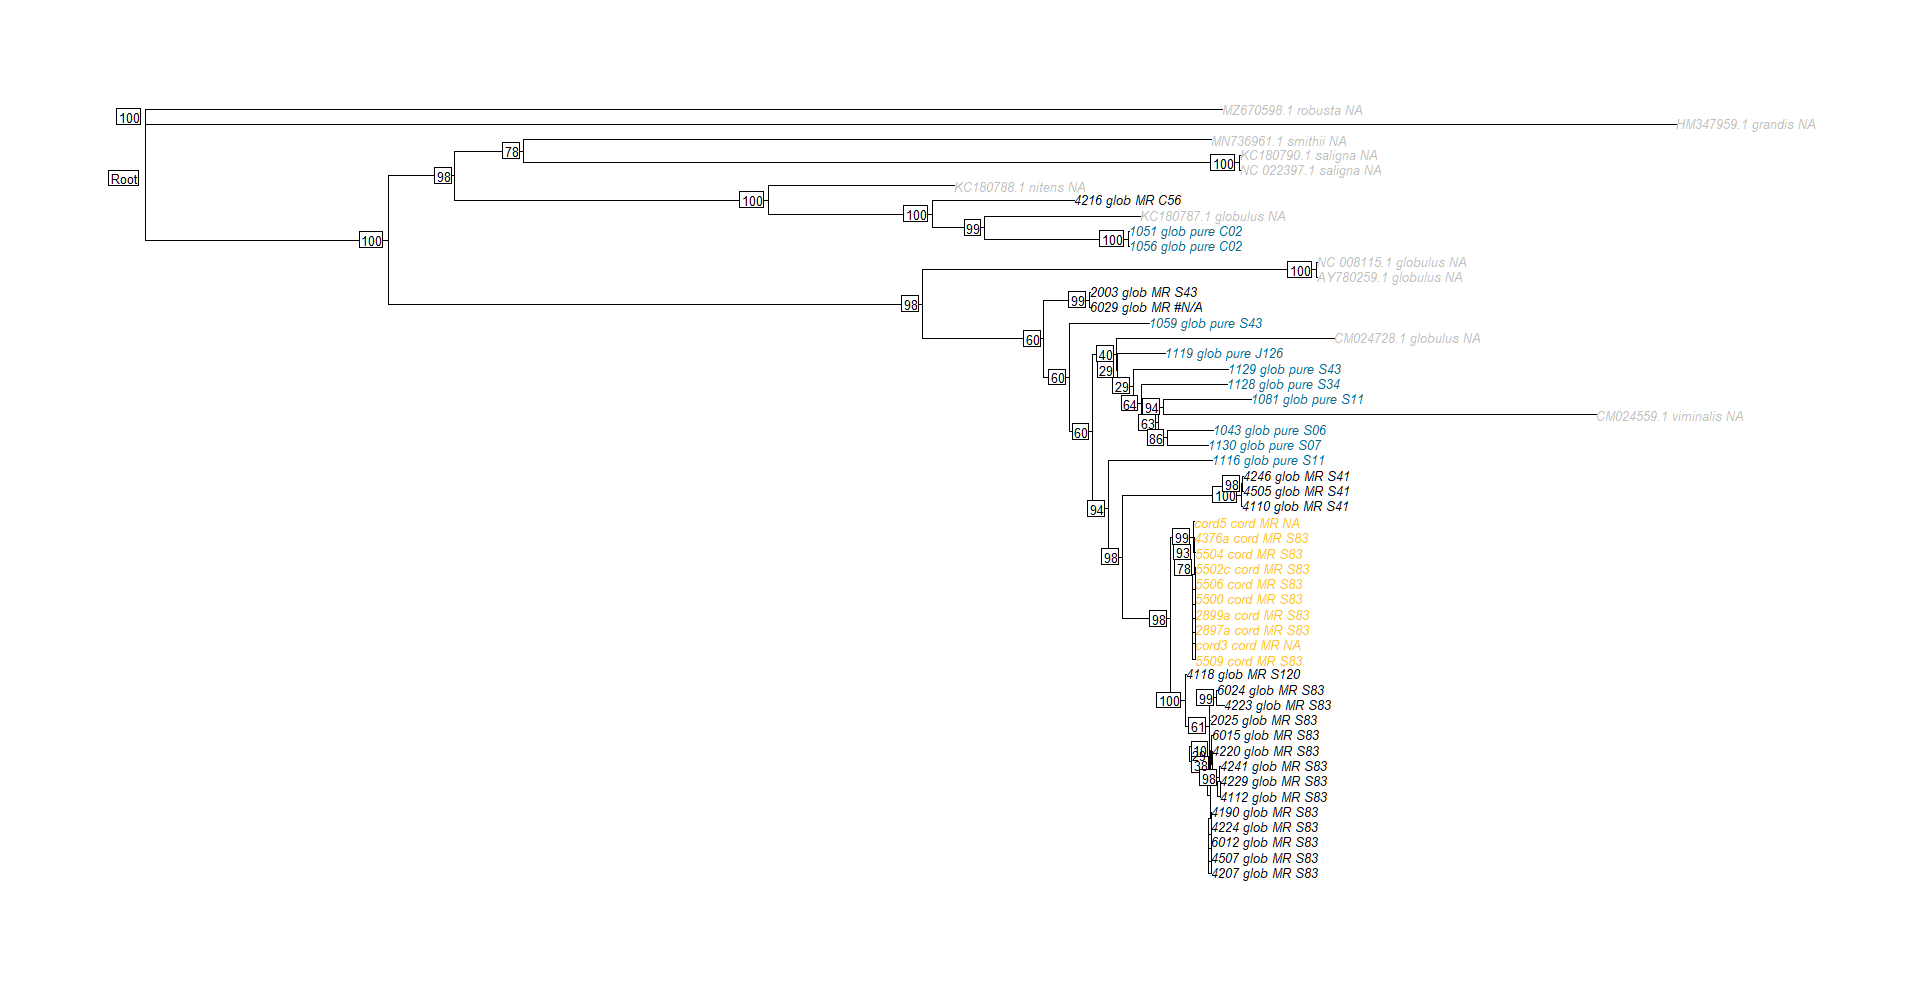 MZ670598.1 robusta NA
100
HM347959.1 grandis NA
MN736961.1 smithii NA
78
KC180790.1 saligna NA
100
NC 022397.1 saligna NA
98
Root
KC180788.1 nitens NA
100
4216 glob MR C56
100
KC180787.1 globulus NA
99
1051 glob pure C02
100
100
1056 glob pure C02
NC 008115.1 globulus NA
100
AY780259.1 globulus NA
2003 glob MR S43
99
98
6029 glob MR #N/A
1059 glob pure S43
60
CM024728.1 globulus NA
40
1119 glob pure J126
29
1129 glob pure S43
60
29
1128 glob pure S34
1081 glob pure S11
64
94
CM024559.1 viminalis NA
63
1043 glob pure S06
60
86
1130 glob pure S07
1116 glob pure S11
4246 glob MR S41
98
4505 glob MR S41
100
4110 glob MR S41
94
cord5 cord MR NA
99
4376a cord MR S83
93
5504 cord MR S83
98
78
5502c cord MR S83
5506 cord MR S83
5500 cord MR S83
2899a cord MR S83
98
2897a cord MR S83
cord3 cord MR NA
5509 cord MR S83
4118 glob MR S120
6024 glob MR S83
100
99
4223 glob MR S83
2025 glob MR S83
61
6015 glob MR S83
4220 glob MR S83
38
4241 glob MR S83
98
4229 glob MR S83
4112 glob MR S83
4190 glob MR S83
4224 glob MR S83
6012 glob MR S83
4507 glob MR S83
4207 glob MR S83